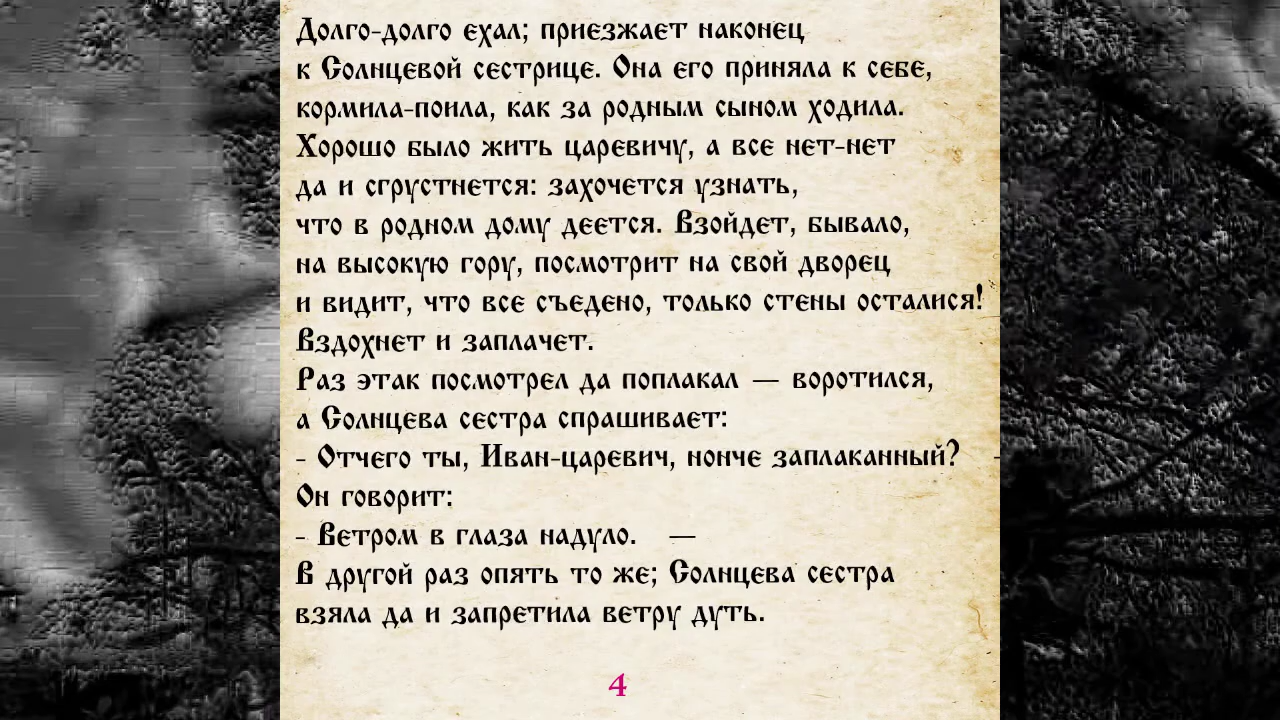 Долго-долго ехал; приезжает наконец
к Солнцевой сестрице. Она его приняла к себе,
кормила-поила, как за родным сыном ходила.
Хорошо было жить царевичу, а все нет-нет
да и сгрустнется: захочется узнать,
что в родном дому деется. Взойдет, бывало,
на высокую гору, посмотрит на свой дворец
и видит, что все съедено, только стены осталися!
Вздохнет и заплачет.
Раз этак посмотрел да поплакал — воротился,
а Солнцева сестра спрашивает:
- Отчего ты, Иван-царевич, нонче заплаканный? -
Он говорит:
- Ветром в глаза надуло. —
В другой раз опять то же; Солнцева сестра
взяла да и запретила ветру дуть.
4